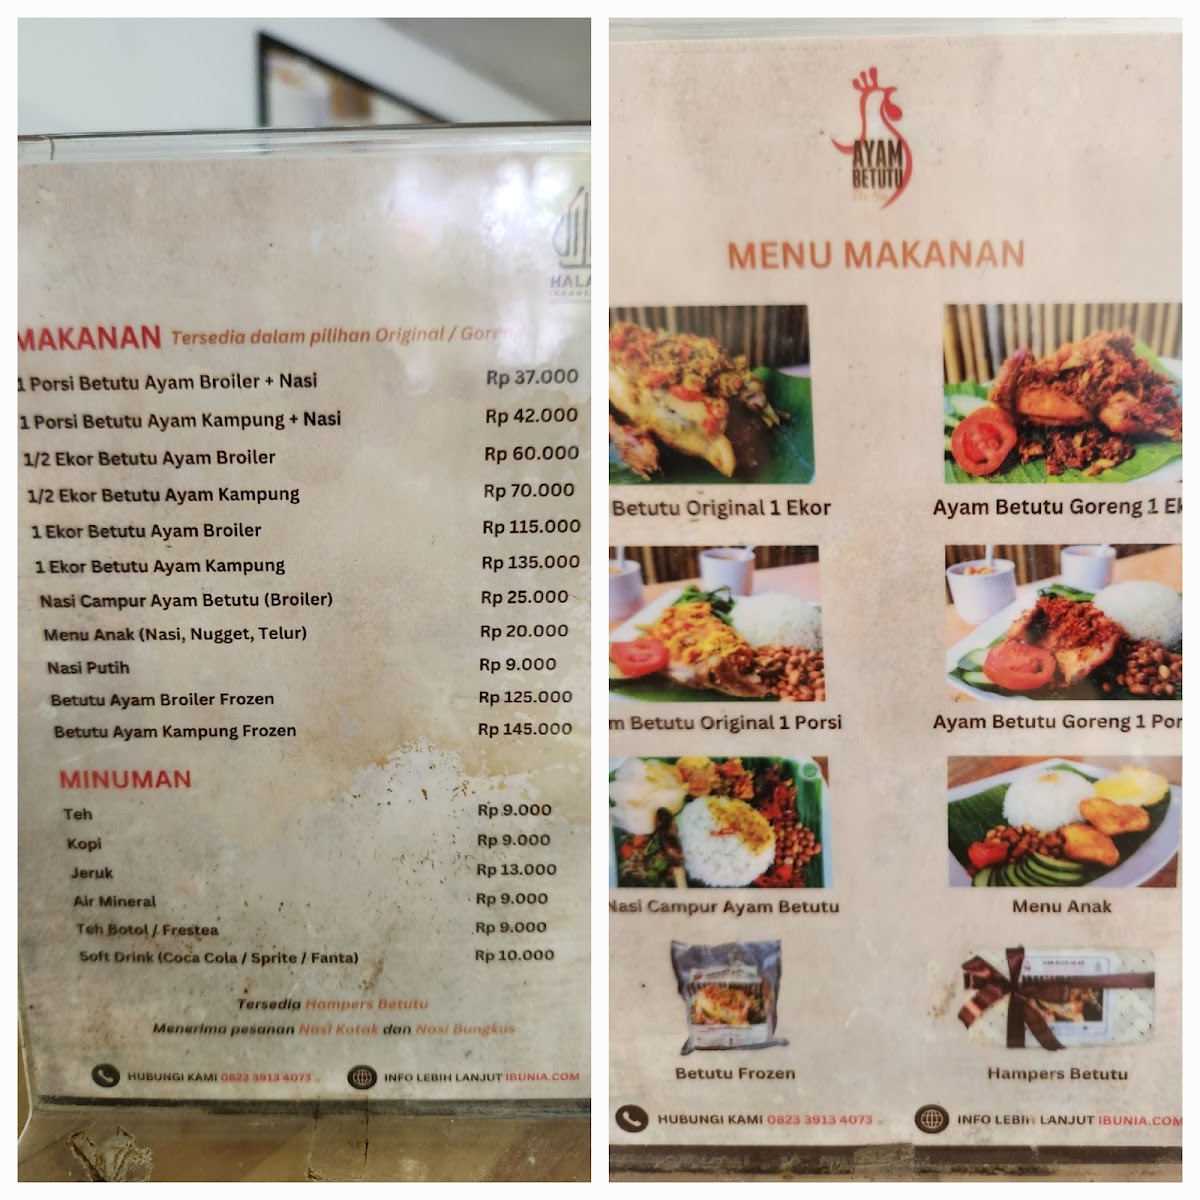 HALA
MAKANAN Tersedia dalam pilihan Original / Goren
1 Porsi Betutu Ayam Broiler + Nasi Rp 37.000
1 Porsi Betutu Ayam Kampung + Nasi Rp 42.000
1/2 Ekor Betutu Ayam Broiler Rp 60.000
1/2 Ekor Betutu Ayam Kampung Rp 70.000
1 Ekor Betutu Ayam Broiler Rp 115.000
1 Ekor Betutu Ayam Kampung Rp 135.000
Nasi Campur Ayam Betutu (Broiler) Rp 25.000
Menu Anak (Nasi, Nugget, Telur) Rp 20.000
Nasi Putih Rp 9.000
Betutu Ayam Broiler Frozen Rp 125.000
Betutu Ayam Kampung Frozen Rp 145.000
MINUMAN
Teh Rp 9.000
Kopi Rp 9.000
Jeruk Rp 13.000
Air Mineral Rp 9.000
Teh Botol / Frestea Rp 9.000
Soft Drink (Coca Cola / Sprite / Fanta) Rp 10.000
Tersedia Hampers Betutu
Menerima pesanan Nasi Kotak dan Nasi Bungkus
HUBUNGI KAMI 0823 3913 4073 INFO LEBIH LANJUT IBUNIA.COM
AYAM
BETUTU
MENU MAKANAN
Betutu Original 1 Ekor Ayam Betutu Goreng 1 Ek
m Betutu Original 1 Porsi Ayam Betutu Goreng 1 Por
Nasi Campur Ayam Betutu Menu Anak
Betutu Frozen Hampers Betutu
HUBUNGI KAMI 0823 3913 4073 INFO LEBIH LANJUT IBUNIA.COM